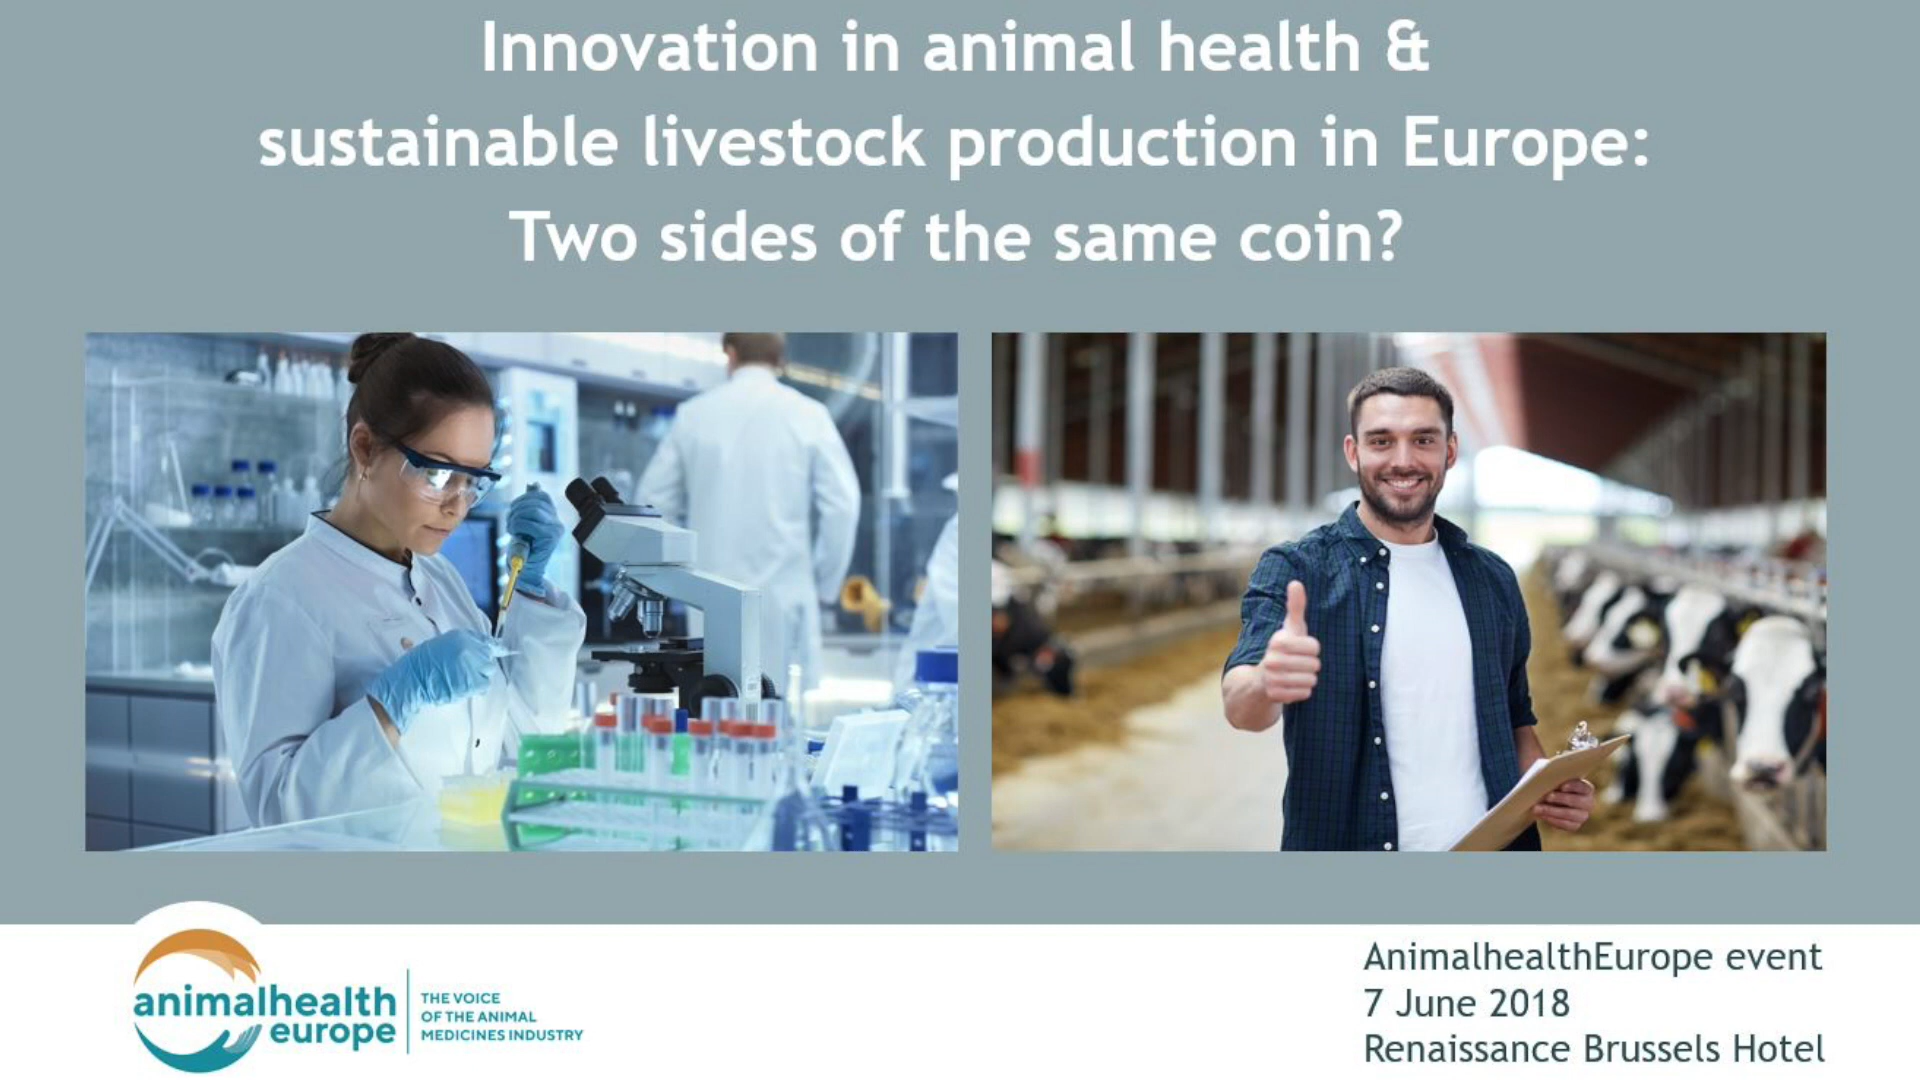 Innovation in animal health &
sustainable livestock production in Europe:
Two sides of the same coin?
animalhealth
europe
THE VOICE
OF THE ANIMAL
MEDICINES INDUSTRY
AnimalhealthEurope event
7 June 2018
Renaissance Brussels Hotel